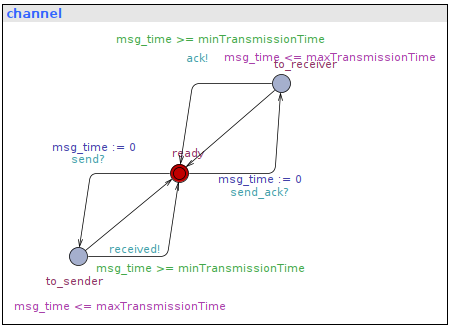 channel
msg_time >= minTransmissionTime
ack!
msg_time <= maxTransmissionTime
to_receiver
msg_time := 0
send?
ready
msg_time := 0
send_ack?
received!
msg_time >= minTransmissionTime
to_sender
msg_time <= maxTransmissionTime